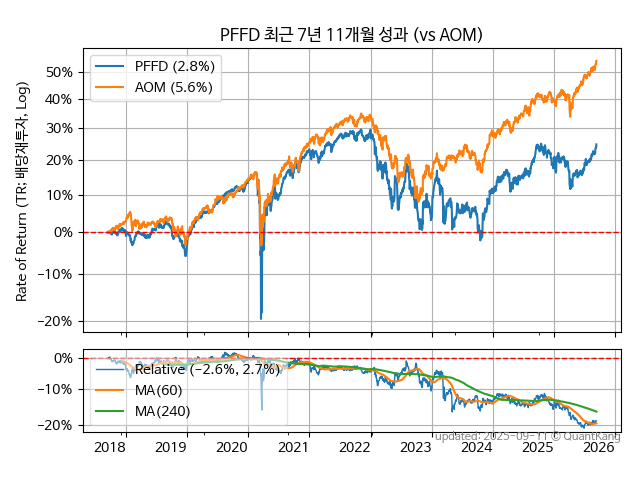 PFFD 최근 7년 11개월 성과 (vs AOM)
Rate of Return (TR: 배당재투자, Log)
50%
40%
30%
20%
10%
0%
−10%
−20%
PFFD (2.8%)
AOM (5.6%)
0%
−10%
−20%
Relative (−2.6%, 2.7%)
MA(60)
MA(240)
updated: 2025-09-11 © QuantKang
2018 2019 2020 2021 2022 2023 2024 2025 2026